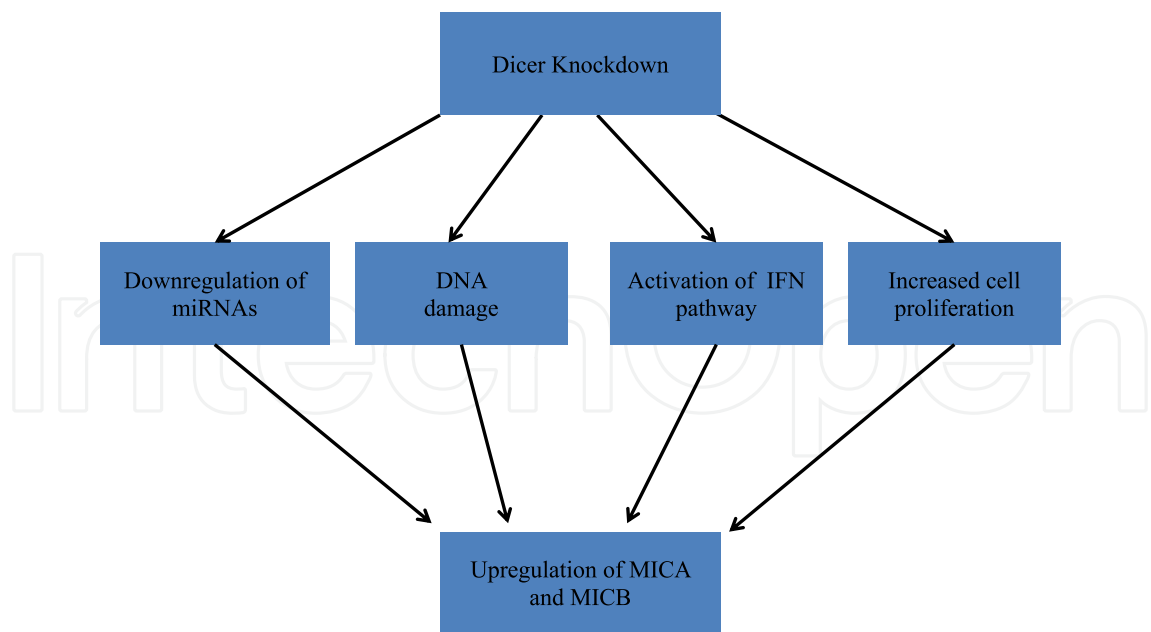 Dicer Knockdown
Downregulation of
miRNAs
DNA
damage
Activation of IFN
pathway
Increased cell
proliferation
IntechOpen
Upregulation of MICA
and MICB